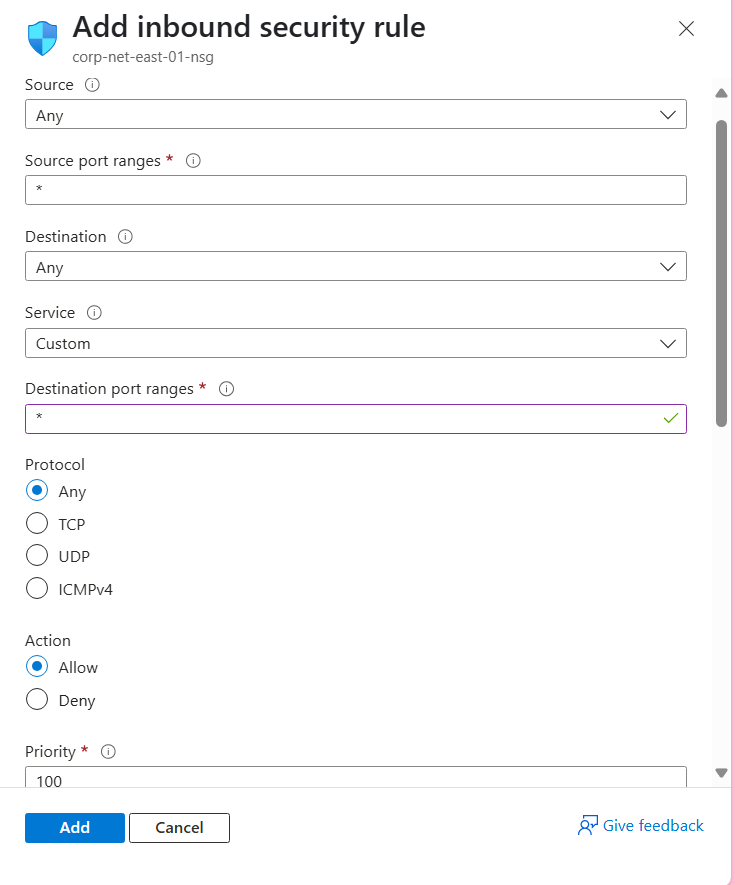 Add inbound security rule
corp-net-east-01-nsg
Source
Any
Source port ranges *
*
Destination
Any
Service
Custom
Destination port ranges *
*
Protocol
Any
TCP
UDP
ICMPv4
Action
Allow
Deny
Priority *
100
Add
Cancel
Give feedback